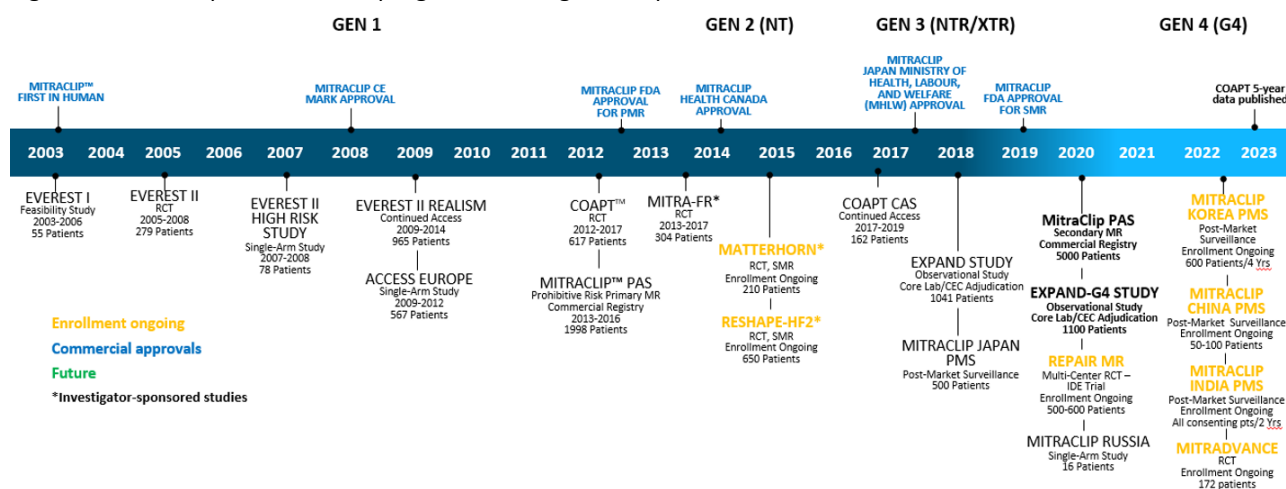 GEN 1
GEN 2 (NT)
GEN 3 (NTR/XTR)
GEN 4 (G4)
MITRACLIP™
FIRST IN HUMAN
MITRACLIP CE
MARK APPROVAL
MITRACLIP FDA
APPROVAL
FOR PMR
MITRACLIP
HEALTH CANADA
APPROVAL
MITRACLIP
JAPAN MINISTRY OF
HEALTH, LABOUR,
AND WELFARE
(MHLW) APPROVAL
MITRACLIP
FDA APPROVAL
FOR SMR
COAPT 5-year
data published
2003 2004 2005 2006 2007 2008 2009 2010 2011 2012 2013 2014 2015 2016 2017 2018 2019 2020 2021 2022 2023
EVEREST I
Feasibility Study
2003-2006
55 Patients
EVEREST II
RCT
2005-2008
279 Patients
EVEREST II
HIGH RISK
STUDY
Single-Arm Study
2007-2008
78 Patients
EVEREST II REALISM
Continued Access
2009-2014
965 Patients
ACCESS EUROPE
Single-Arm Study
2009-2012
567 Patients
COAPT™
RCT
2012-2017
617 Patients
MITRACLIP™ PAS
Prohibitive Risk Primary MR
Commercial Registry
2013-2016
1998 Patients
MITRA-FR*
RCT
2013-2017
304 Patients
MATTERHORN*
RCT, SMR
Enrollment Ongoing
210 Patients
RESHAPE-HF2*
RCT, SMR
Enrollment Ongoing
650 Patients
COAPT CAS
Continued Access
2017-2019
162 Patients
EXPAND STUDY
Observational Study
Core Lab/CEC Adjudication
1041 Patients
MITRACLIP JAPAN
PMS
Post-Market Surveillance
500 Patients
MitraClip PAS
Secondary MR
Commercial Registry
5000 Patients
EXPAND-G4 STUDY
Observational Study
Core Lab/CEC Adjudication
1100 Patients
REPAIR MR
Multi-Center RCT –
IDE Trial
Enrollment Ongoing
500-600 Patients
MITRACLIP RUSSIA
Single-Arm Study
16 Patients
MITRACLIP
KOREA PMS
Post-Market
Surveillance
Enrollment Ongoing
600 Patients/4 Yrs
MITRACLIP
CHINA PMS
Post-Market Surveillance
Enrollment Ongoing
50-100 Patients
MITRACLIP
INDIA PMS
Post-Market Surveillance
Enrollment Ongoing
All consenting pts/2 Yrs
MITRADVANCE
RCT
Enrollment Ongoing
172 patients
Enrollment ongoing
Commercial approvals
Future
*Investigator-sponsored studies